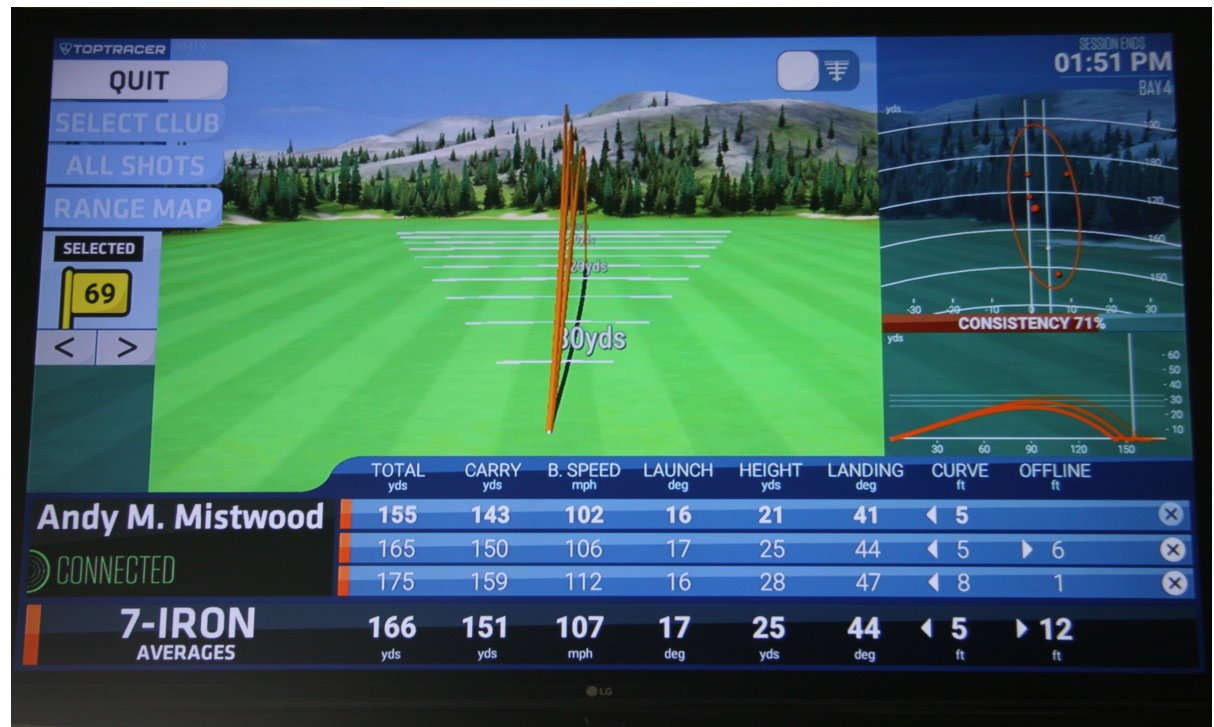 TOPTRACER
QUIT
SELECT CLUB
ALL SHOTS
RANGE MAP
SELECTED
69
< >
20yds
80yds
SESSION ENDS
01:51 PM
BAY 4
yds
190
180
170
160
150
-30 -20 -10 0 10 20 30
CONSISTENCY 71%
yds
- 60
- 50
- 40
- 30
- 20
- 10
30 60 90 120 150
TOTAL CARRY B. SPEED LAUNCH HEIGHT LANDING CURVE OFFLINE
yds yds mph deg yds deg ft ft
Andy M. Mistwood
155 143 102 16 21 41 ◀ 5
165 150 106 17 25 44 ◀ 5 ▶ 6
CONNECTED
175 159 112 16 28 47 ◀ 8 1
7-IRON
AVERAGES
166 151 107 17 25 44 ◀ 5 ▶ 12
yds yds mph deg yds deg ft ft
LG